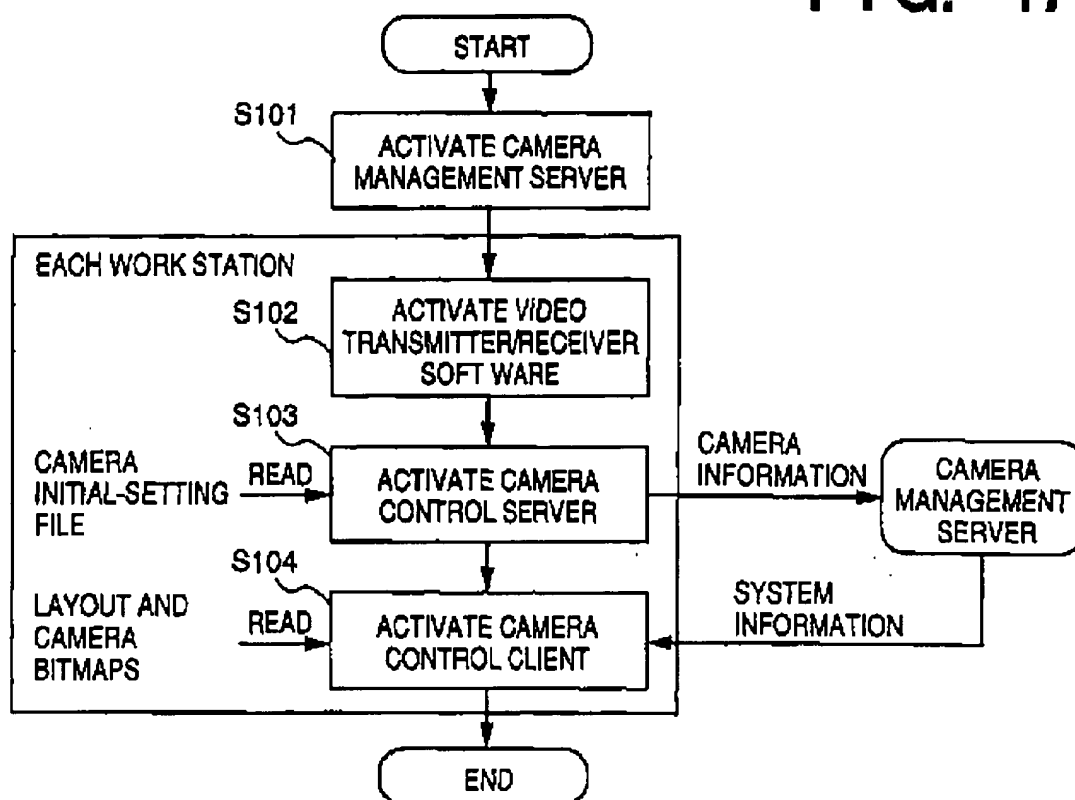 START
S101
ACTIVATE CAMERA
MANAGEMENT SERVER
EACH WORK STATION
S102
ACTIVATE VIDEO
TRANSMITTER/RECEIVER
SOFT WARE
S103
CAMERA
INITIAL-SETTING
FILE
READ
ACTIVATE CAMERA
CONTROL SERVER
CAMERA
INFORMATION
CAMERA
MANAGEMENT
SERVER
S104
LAYOUT AND
CAMERA
BITMAPS
READ
ACTIVATE CAMERA
CONTROL CLIENT
SYSTEM
INFORMATION
END